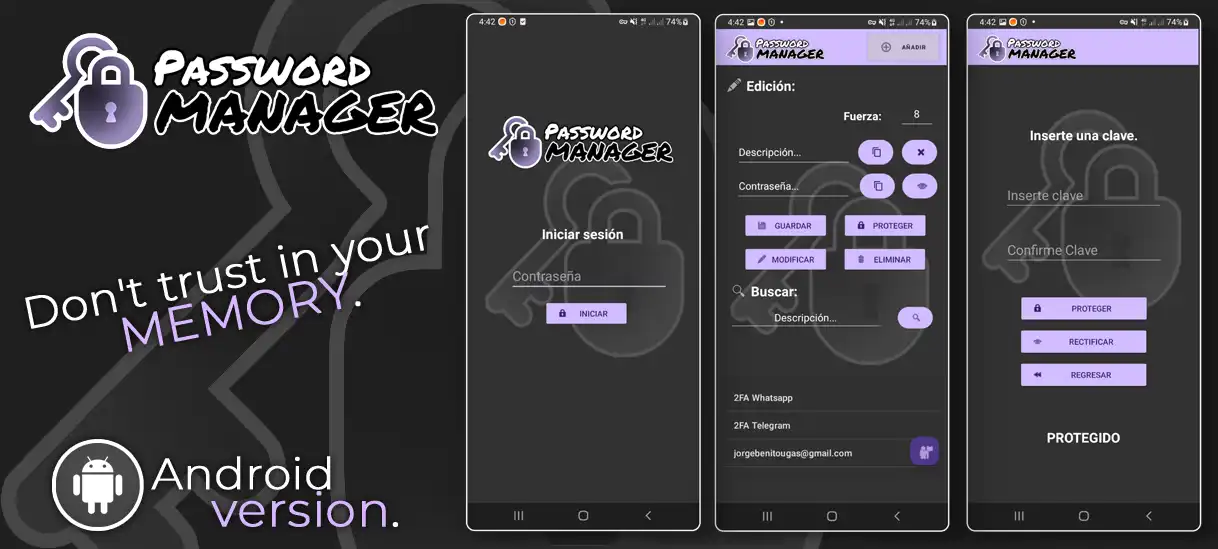 PASSWORD
MANAGER
Don't trust in your
MEMORY.
Android
version.
4:42
74%
PASSWORD
MANAGER
Iniciar sesión
Contraseña
INICIAR
4:42
74%
PASSWORD
MANAGER
AÑADIR
Edición:
Fuerza: 8
Descripción...
Contraseña...
GUARDAR
PROTEGER
MODIFICAR
ELIMINAR
Buscar:
Descripción...
2FA Whatsapp
2FA Telegram
jorgebenitougas@gmail.com
4:42
74%
PASSWORD
MANAGER
Inserte una clave.
Inserte clave
Confirme Clave
PROTEGER
RECTIFICAR
REGRESAR
PROTEGIDO